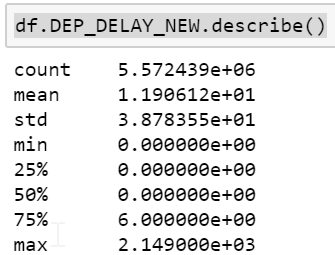 df.DEP_DELAY_NEW.describe()
count 5.572439e+06
mean 1.190612e+01
std 3.878355e+01
min 0.000000e+00
25% 0.000000e+00
50% 0.000000e+00
75% 6.000000e+00
max 2.149000e+03